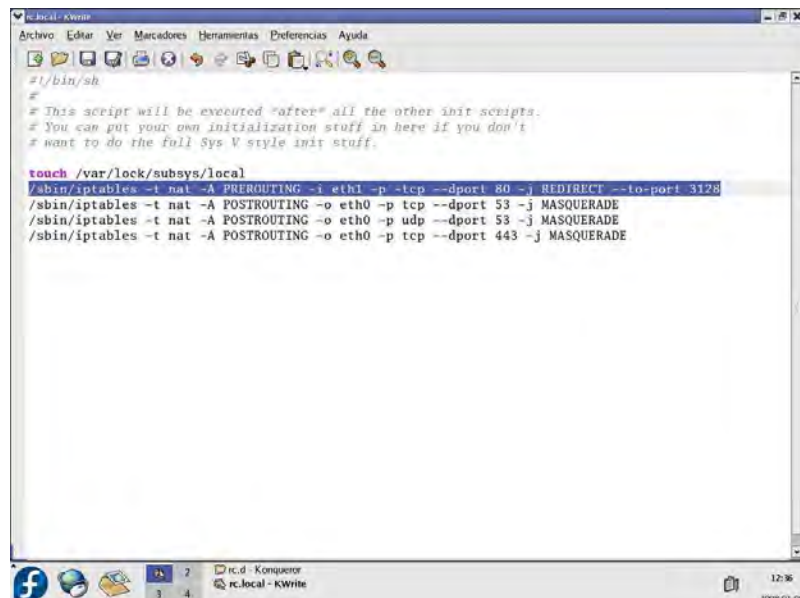 rc.local - KWrite
Archivo Editar Ver Marcadores Herramientas Preferencias Ayuda
#!/bin/sh
#
# This script will be executed *after* all the other init scripts.
# You can put your own initialization stuff in here if you don't
# want to do the full Sys V style init stuff.
touch /var/lock/subsys/local
/sbin/iptables -t nat -A PREROUTING -i eth1 -p -tcp --dport 80 -j REDIRECT --to-port 3128
/sbin/iptables -t nat -A POSTROUTING -o eth0 -p tcp --dport 53 -j MASQUERADE
/sbin/iptables -t nat -A POSTROUTING -o eth0 -p udp --dport 53 -j MASQUERADE
/sbin/iptables -t nat -A POSTROUTING -o eth0 -p tcp --dport 443 -j MASQUERADE
2
3 4
rc.d - Konqueror
rc.local - KWrite
12:36